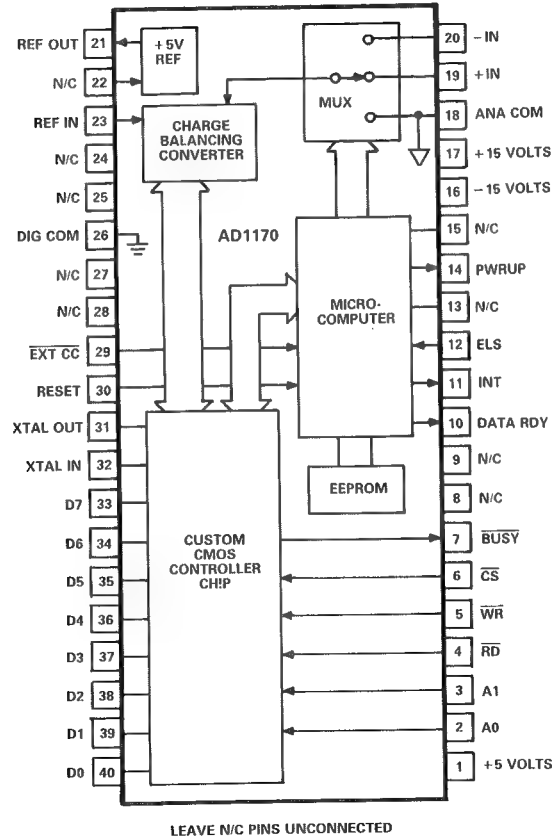 REF OUT 21
+5V
REF
20 -IN
N/C 22
19 +IN
MUX
REF IN 23
CHARGE
BALANCING
CONVERTER
18 ANA COM
N/C 24
17 +15 VOLTS
N/C 25
16 -15 VOLTS
DIG COM 26
AD1170
15 N/C
N/C 27
14 PWRUP
N/C 28
MICRO-
COMPUTER
13 N/C
EXT CC 29
12 ELS
RESET 30
11 INT
XTAL OUT 31
10 DATA RDY
XTAL IN 32
9 N/C
EEPROM
D7 33
8 N/C
D6 34
CUSTOM
CMOS
CONTROLLER
CHIP
7 BUSY
D5 35
6 CS
D4 36
5 WR
D3 37
4 RD
D2 38
3 A1
D1 39
2 A0
D0 40
1 +5 VOLTS
LEAVE N/C PINS UNCONNECTED